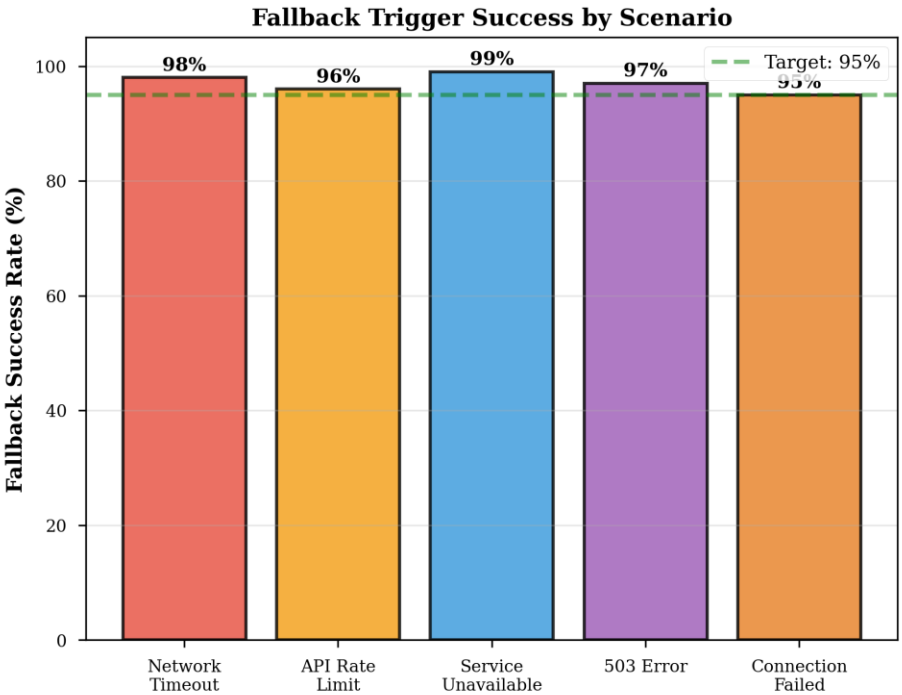 Fallback Trigger Success by Scenario
Fallback Success Rate (%)
100
80
60
40
20
0
98%
96%
99%
97%
95%
Target: 95%
Network
Timeout
API Rate
Limit
Service
Unavailable
503 Error
Connection
Failed